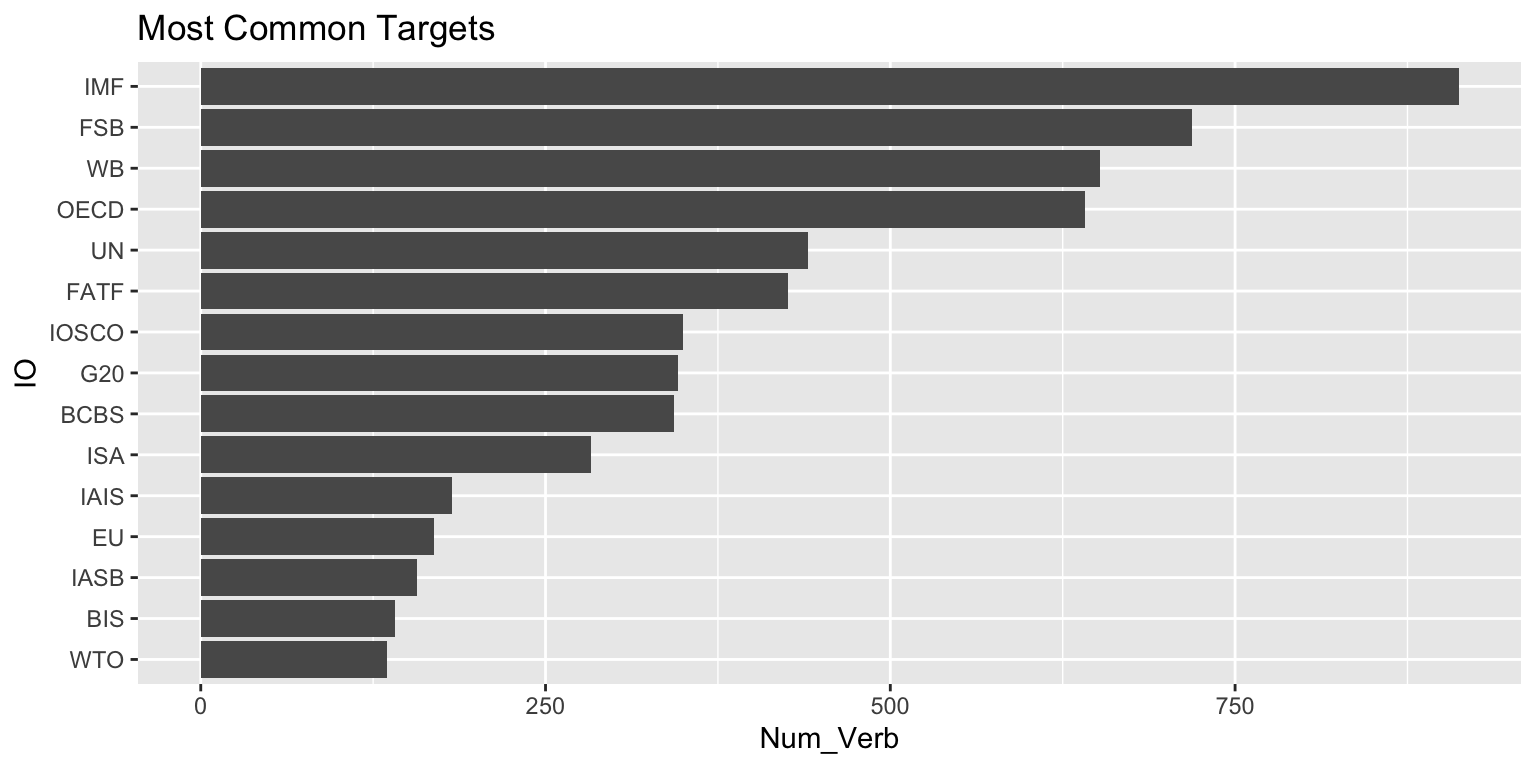 Most Common Targets
IMF
FSB
WB
OECD
UN
FATF
IOSCO
G20
BCBS
ISA
IAIS
EU
IASB
BIS
WTO
IO
0 250 500 750
Num_Verb